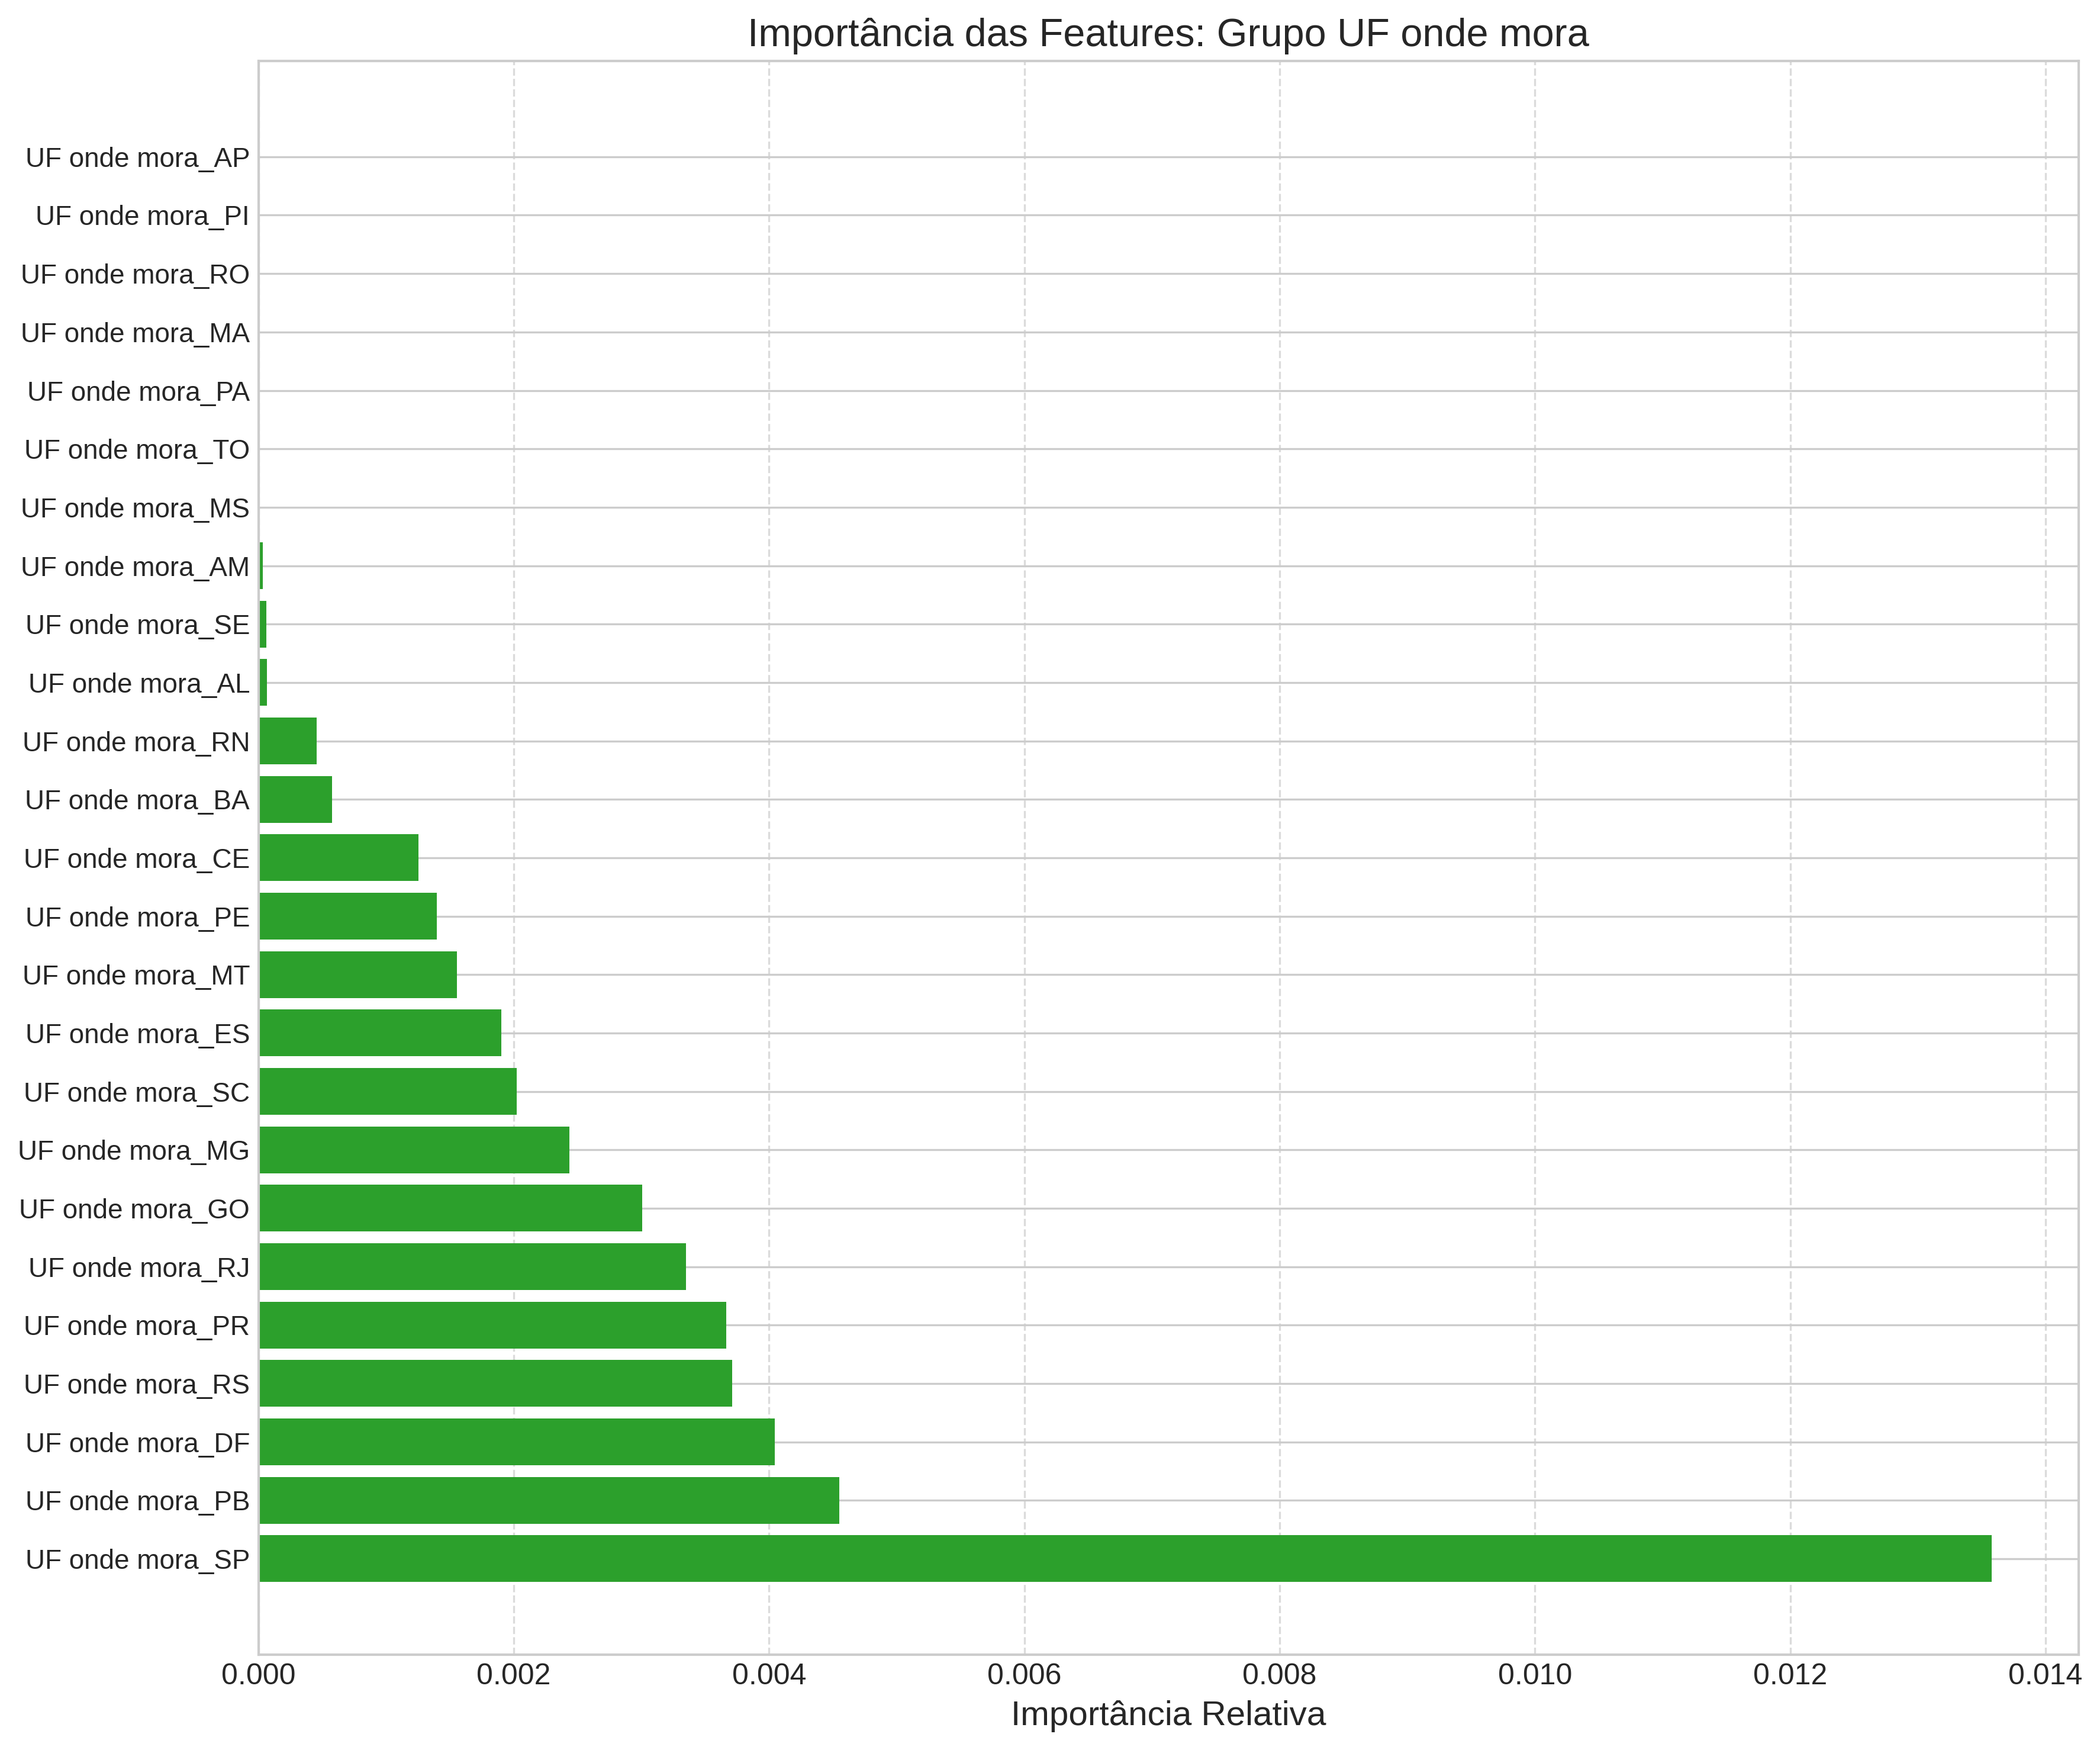 Importância das Features: Grupo UF onde mora
UF onde mora_AP
UF onde mora_PI
UF onde mora_RO
UF onde mora_MA
UF onde mora_PA
UF onde mora_TO
UF onde mora_MS
UF onde mora_AM
UF onde mora_SE
UF onde mora_AL
UF onde mora_RN
UF onde mora_BA
UF onde mora_CE
UF onde mora_PE
UF onde mora_MT
UF onde mora_ES
UF onde mora_SC
UF onde mora_MG
UF onde mora_GO
UF onde mora_RJ
UF onde mora_PR
UF onde mora_RS
UF onde mora_DF
UF onde mora_PB
UF onde mora_SP
0.000 0.002 0.004 0.006 0.008 0.010 0.012 0.014
Importância Relativa